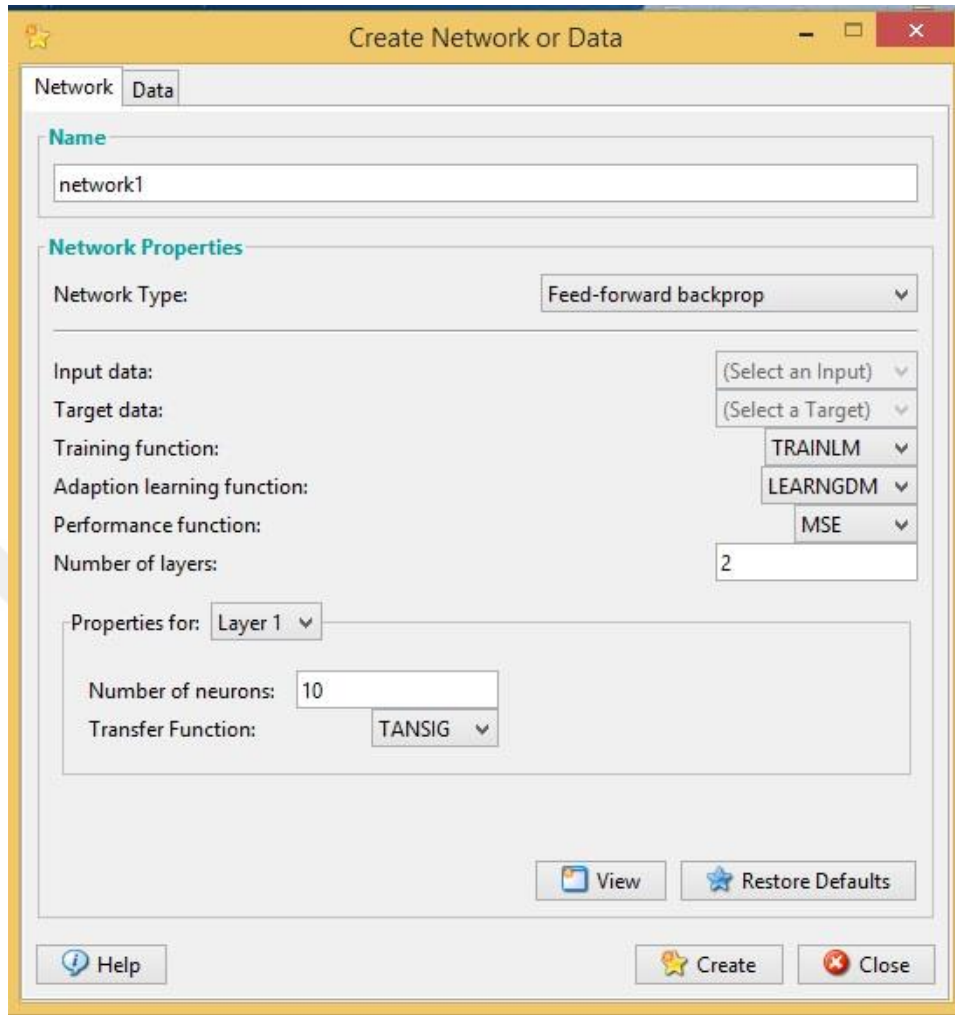 Create Network or Data
Network Data
Name
network1
Network Properties
Network Type: Feed-forward backprop
Input data: (Select an Input)
Target data: (Select a Target)
Training function: TRAINLM
Adaption learning function: LEARNGDM
Performance function: MSE
Number of layers: 2
Properties for: Layer 1
Number of neurons: 10
Transfer Function: TANSIG
View Restore Defaults
Help Create Close